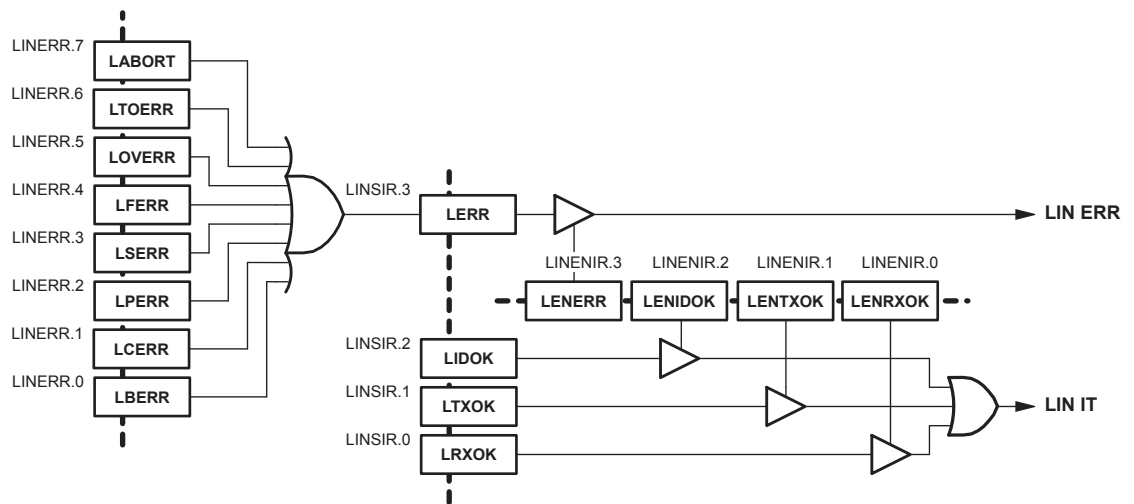 LINERR.7
LABORT
LINERR.6
LTOERR
LINERR.5
LOVERR
LINERR.4
LFERR
LINERR.3
LSERR
LINERR.2
LPERR
LINERR.1
LCERR
LINERR.0
LBERR
LINSIR.3
LERR
LIN ERR
LINENIR.3 LINENIR.2 LINENIR.1 LINENIR.0
LENERR LENIDOK LENTXOK LENRXOK
LINSIR.2
LIDOK
LINSIR.1
LTXOK
LIN IT
LINSIR.0
LRXOK